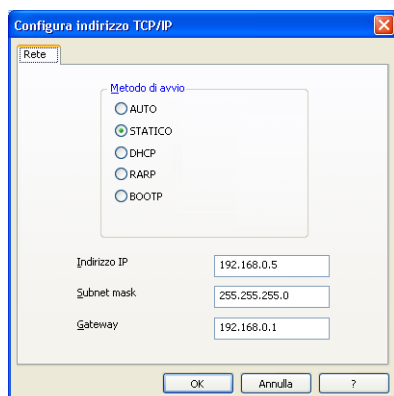 Configura indirizzo TCP/IP
Rete
Metodo di avvio
AUTO
STATICO
DHCP
RARP
BOOTP
Indirizzo IP 192.168.0.5
Subnet mask 255.255.255.0
Gateway 192.168.0.1
OK Annulla ?